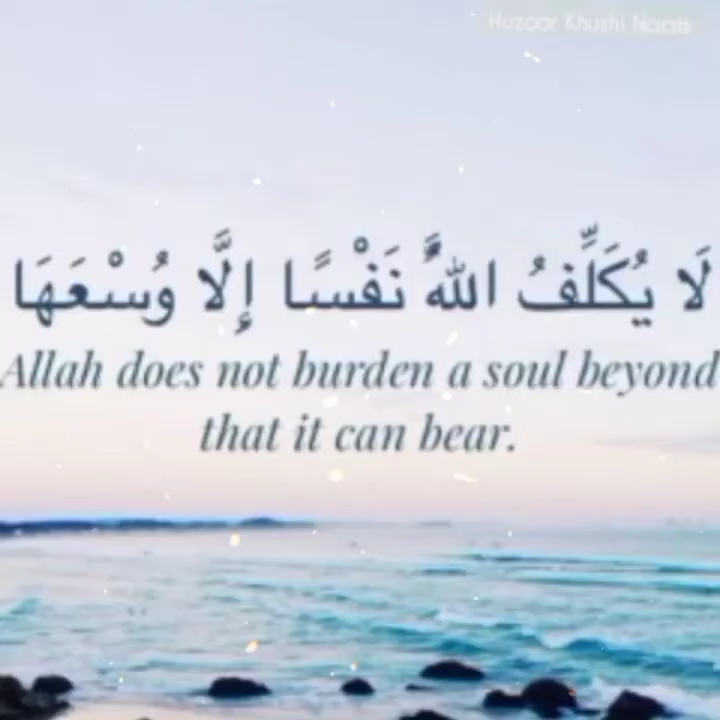 Huzoor Khushi Naats
لَا يُكَلِّفُ اللَّهُ نَفْسًا إِلَّا وُسْعَهَا
Allah does not burden a soul beyond
that it can bear.